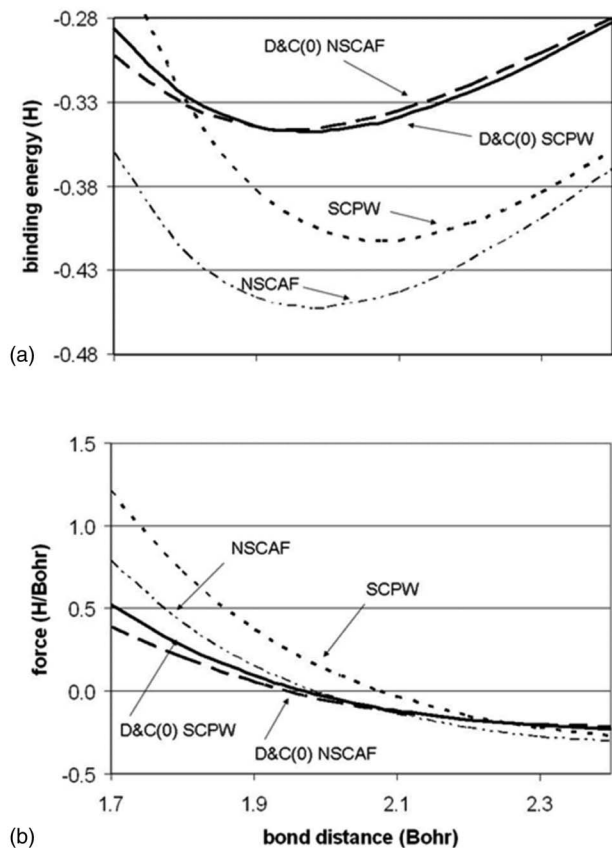 -0.28
D&C(0) NSCAF
-0.33
D&C(0) SCPW
-0.38
SCPW
-0.43
NSCAF
-0.48
binding energy (H)
(a)
1.5
1.0
NSCAF
SCPW
0.5
0.0
D&C(0) SCPW
D&C(0) NSCAF
-0.5
force (H/Bohr)
1.7 1.9 2.1 2.3
(b) bond distance (Bohr)